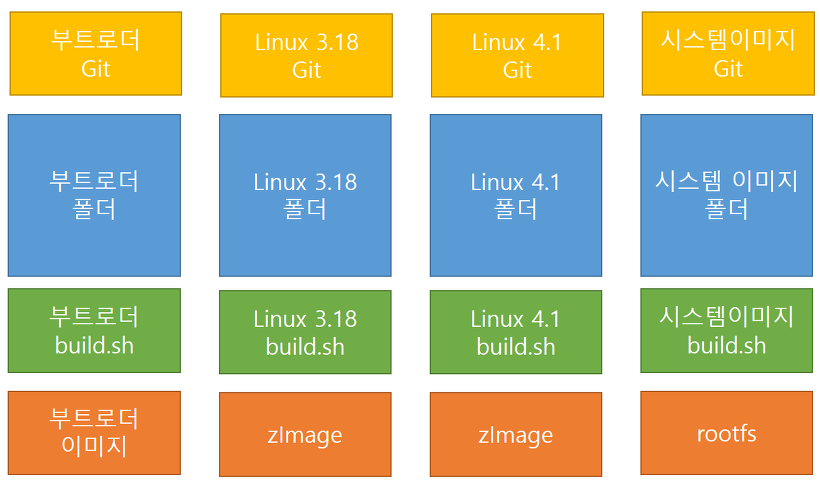 부트로더
Git
Linux 3.18
Git
Linux 4.1
Git
시스템이미지
Git
부트로더
폴더
Linux 3.18
폴더
Linux 4.1
폴더
시스템 이미지
폴더
부트로더
build.sh
Linux 3.18
build.sh
Linux 4.1
build.sh
시스템이미지
build.sh
부트로더
이미지
zImage
zImage
rootfs